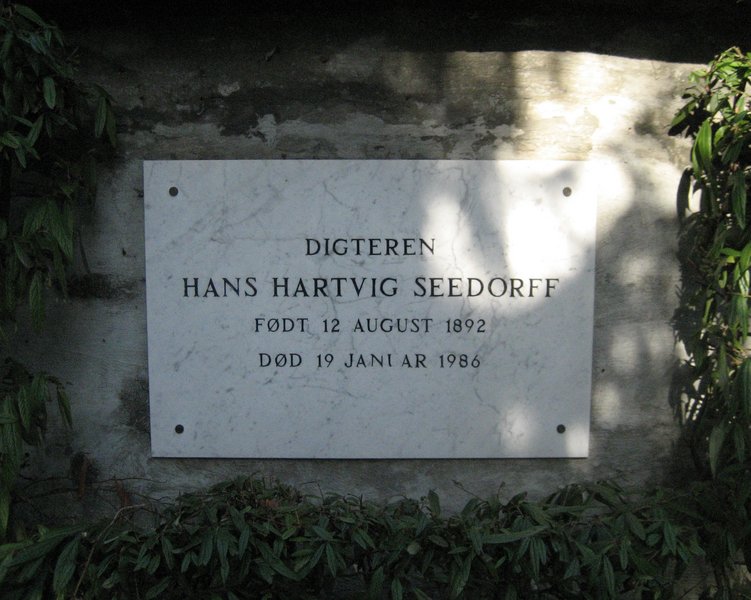 DIGTEREN
HANS HARTVIG SEEDORFF
FØDT 12 AUGUST 1892
DØD 19 JANUAR 1986